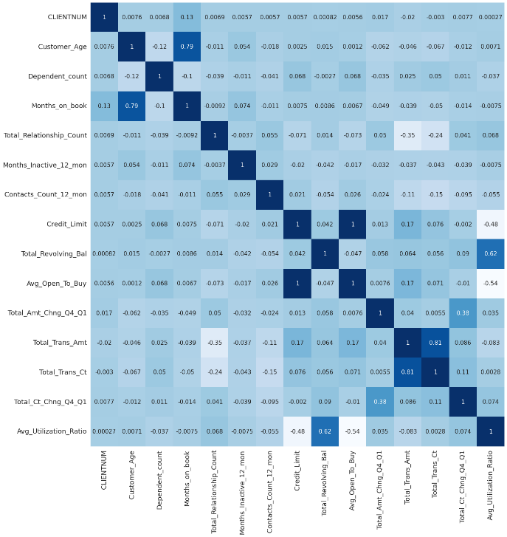 CLIENTNUM 1 0.0076 0.0068 0.13 0.0069 0.0057 0.0057 0.0057 0.00082 0.0056 0.017 -0.02 -0.003 0.0077 0.00027
Customer_Age 0.0076 1 -0.12 0.79 -0.011 0.054 -0.018 0.0025 0.015 0.0012 -0.062 -0.046 -0.067 -0.012 0.0071
Dependent_count 0.0068 -0.12 1 -0.1 -0.039 -0.011 -0.041 0.068 -0.0027 0.068 -0.035 0.025 0.05 0.011 -0.037
Months_on_book 0.13 0.79 -0.1 1 -0.0092 0.074 -0.011 0.0075 0.0086 0.0067 -0.049 -0.039 -0.05 -0.014 -0.0075
Total_Relationship_Count 0.0069 -0.011 -0.039 -0.0092 1 -0.0037 0.055 -0.071 0.014 -0.073 0.05 -0.35 -0.24 0.041 0.068
Months_Inactive_12_mon 0.0057 0.054 -0.011 0.074 -0.0037 1 0.029 -0.02 -0.042 -0.017 -0.032 -0.037 -0.043 -0.039 -0.0075
Contacts_Count_12_mon 0.0057 -0.018 -0.041 -0.011 0.055 0.029 1 0.021 -0.054 0.026 -0.024 -0.11 -0.15 -0.095 -0.055
Credit_Limit 0.0057 0.0025 0.068 0.0075 -0.071 -0.02 0.021 1 0.042 1 0.013 0.17 0.076 -0.002 -0.48
Total_Revolving_Bal 0.00082 0.015 -0.0027 0.0086 0.014 -0.042 -0.054 0.042 1 -0.047 0.058 0.064 0.056 0.09 0.62
Avg_Open_To_Buy 0.0056 0.0012 0.068 0.0067 -0.073 -0.017 0.026 1 -0.047 1 0.0076 0.17 0.071 -0.01 -0.54
Total_Amt_Chng_Q4_Q1 0.017 -0.062 -0.035 -0.049 0.05 -0.032 -0.024 0.013 0.058 0.0076 1 0.04 0.0055 0.38 0.035
Total_Trans_Amt -0.02 -0.046 0.025 -0.039 -0.35 -0.037 -0.11 0.17 0.064 0.17 0.04 1 0.81 0.086 -0.083
Total_Trans_Ct -0.003 -0.067 0.05 -0.05 -0.24 -0.043 -0.15 0.076 0.056 0.071 0.0055 0.81 1 0.11 0.0028
Total_Ct_Chng_Q4_Q1 0.0077 -0.012 0.011 -0.014 0.041 -0.039 -0.095 -0.002 0.09 -0.01 0.38 0.086 0.11 1 0.074
Avg_Utilization_Ratio 0.00027 0.0071 -0.037 -0.0075 0.068 -0.0075 -0.055 -0.48 0.62 -0.54 0.035 -0.083 0.0028 0.074 1
CLIENTNUM
Customer_Age
Dependent_count
Months_on_book
Total_Relationship_Count
Months_Inactive_12_mon
Contacts_Count_12_mon
Credit_Limit
Total_Revolving_Bal
Avg_Open_To_Buy
Total_Amt_Chng_Q4_Q1
Total_Trans_Amt
Total_Trans_Ct
Total_Ct_Chng_Q4_Q1
Avg_Utilization_Ratio